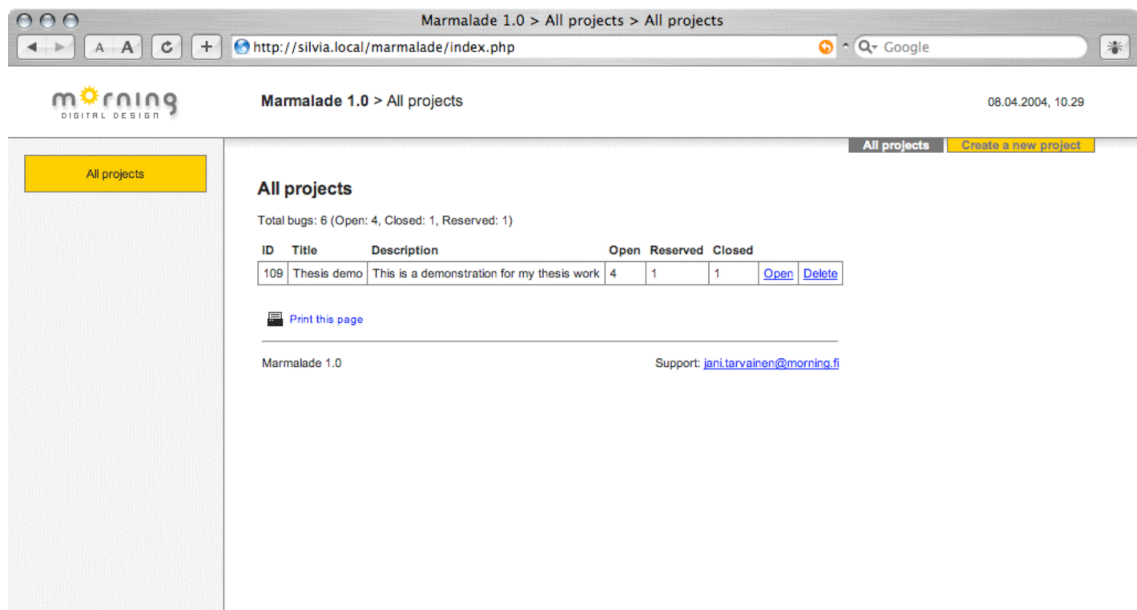 Marmalade 1.0 > All projects > All projects
A A + http://silvia.local/marmalade/index.php Q Google
morning
DIGITAL DESIGN
Marmalade 1.0 > All projects
08.04.2004, 10.29
All projects Create a new project
All projects
All projects
Total bugs: 6 (Open: 4, Closed: 1, Reserved: 1)
ID Title Description Open Reserved Closed
109 Thesis demo This is a demonstration for my thesis work 4 1 1 Open Delete
Print this page
Marmalade 1.0 Support: jani.tarvainen@morning.fi